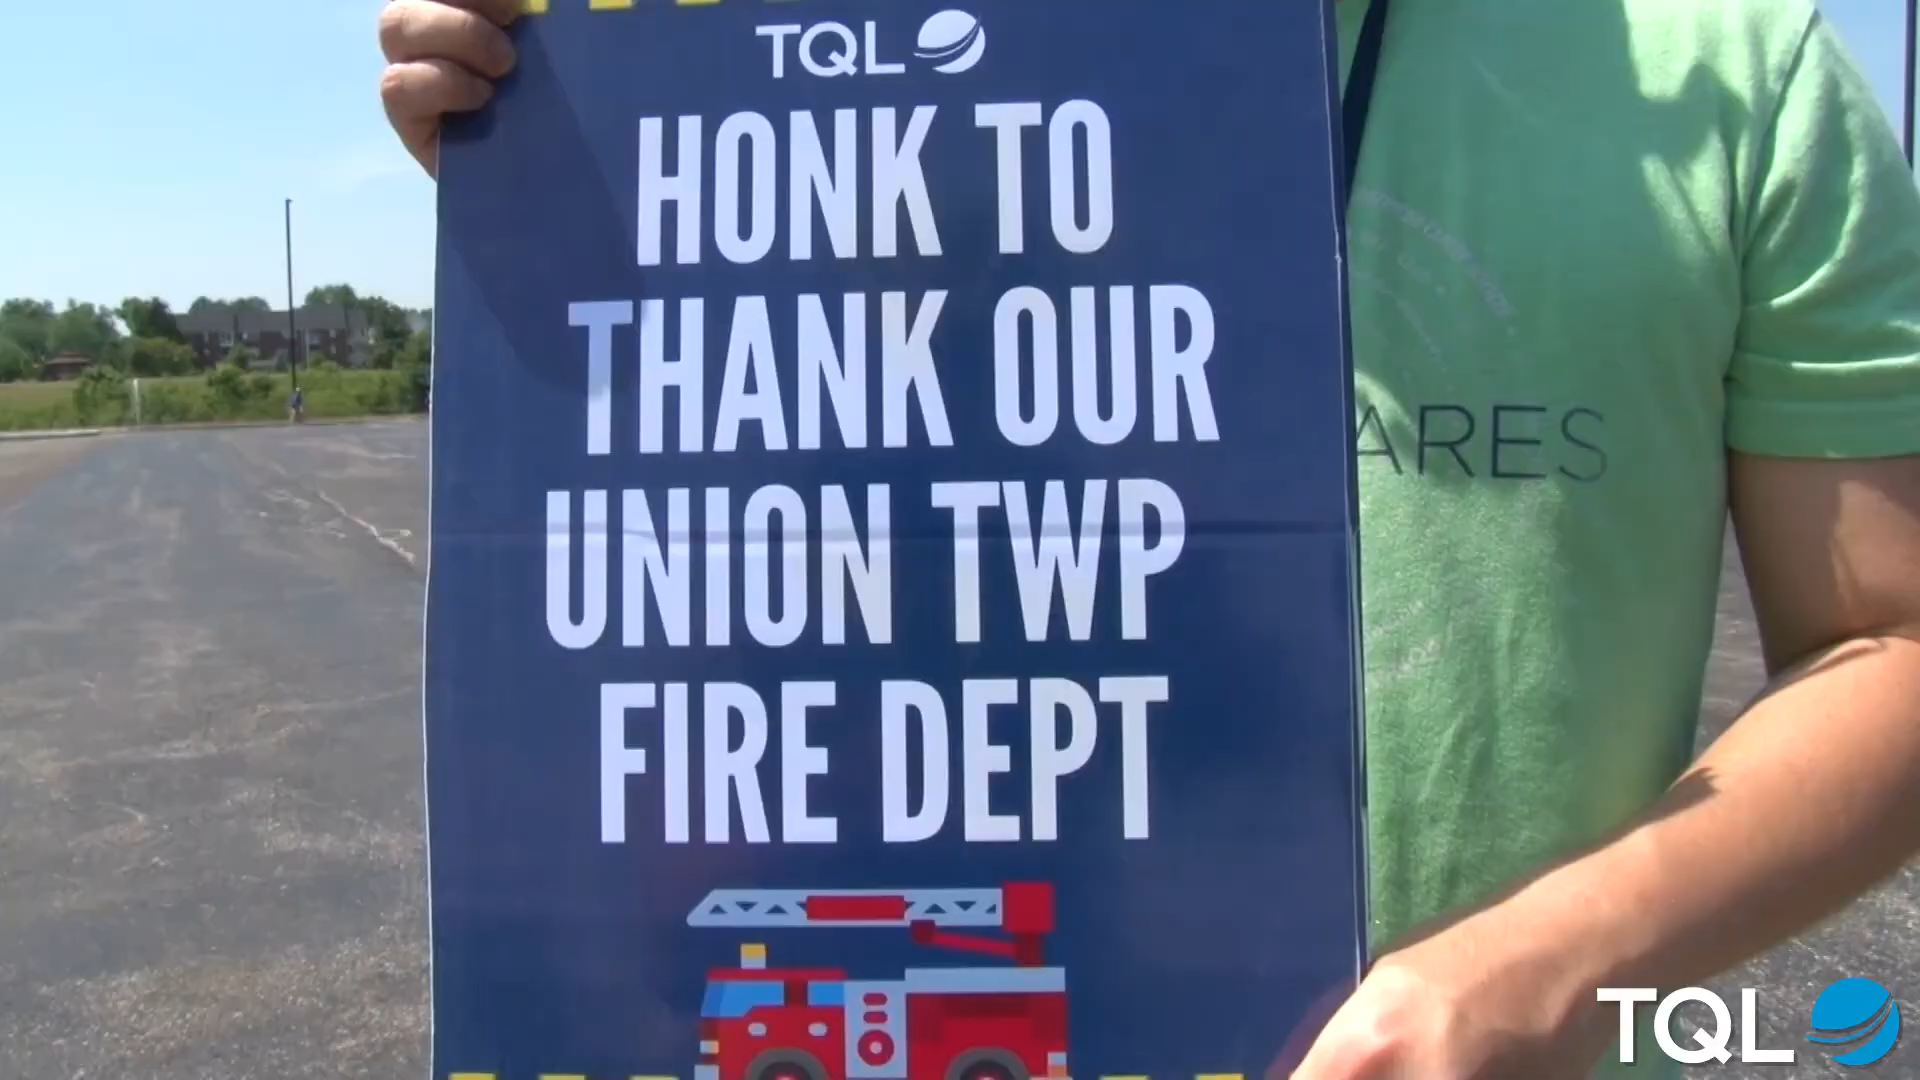 TQL
HONK TO
THANK OUR
UNION TWP
FIRE DEPT
ARES
TQL